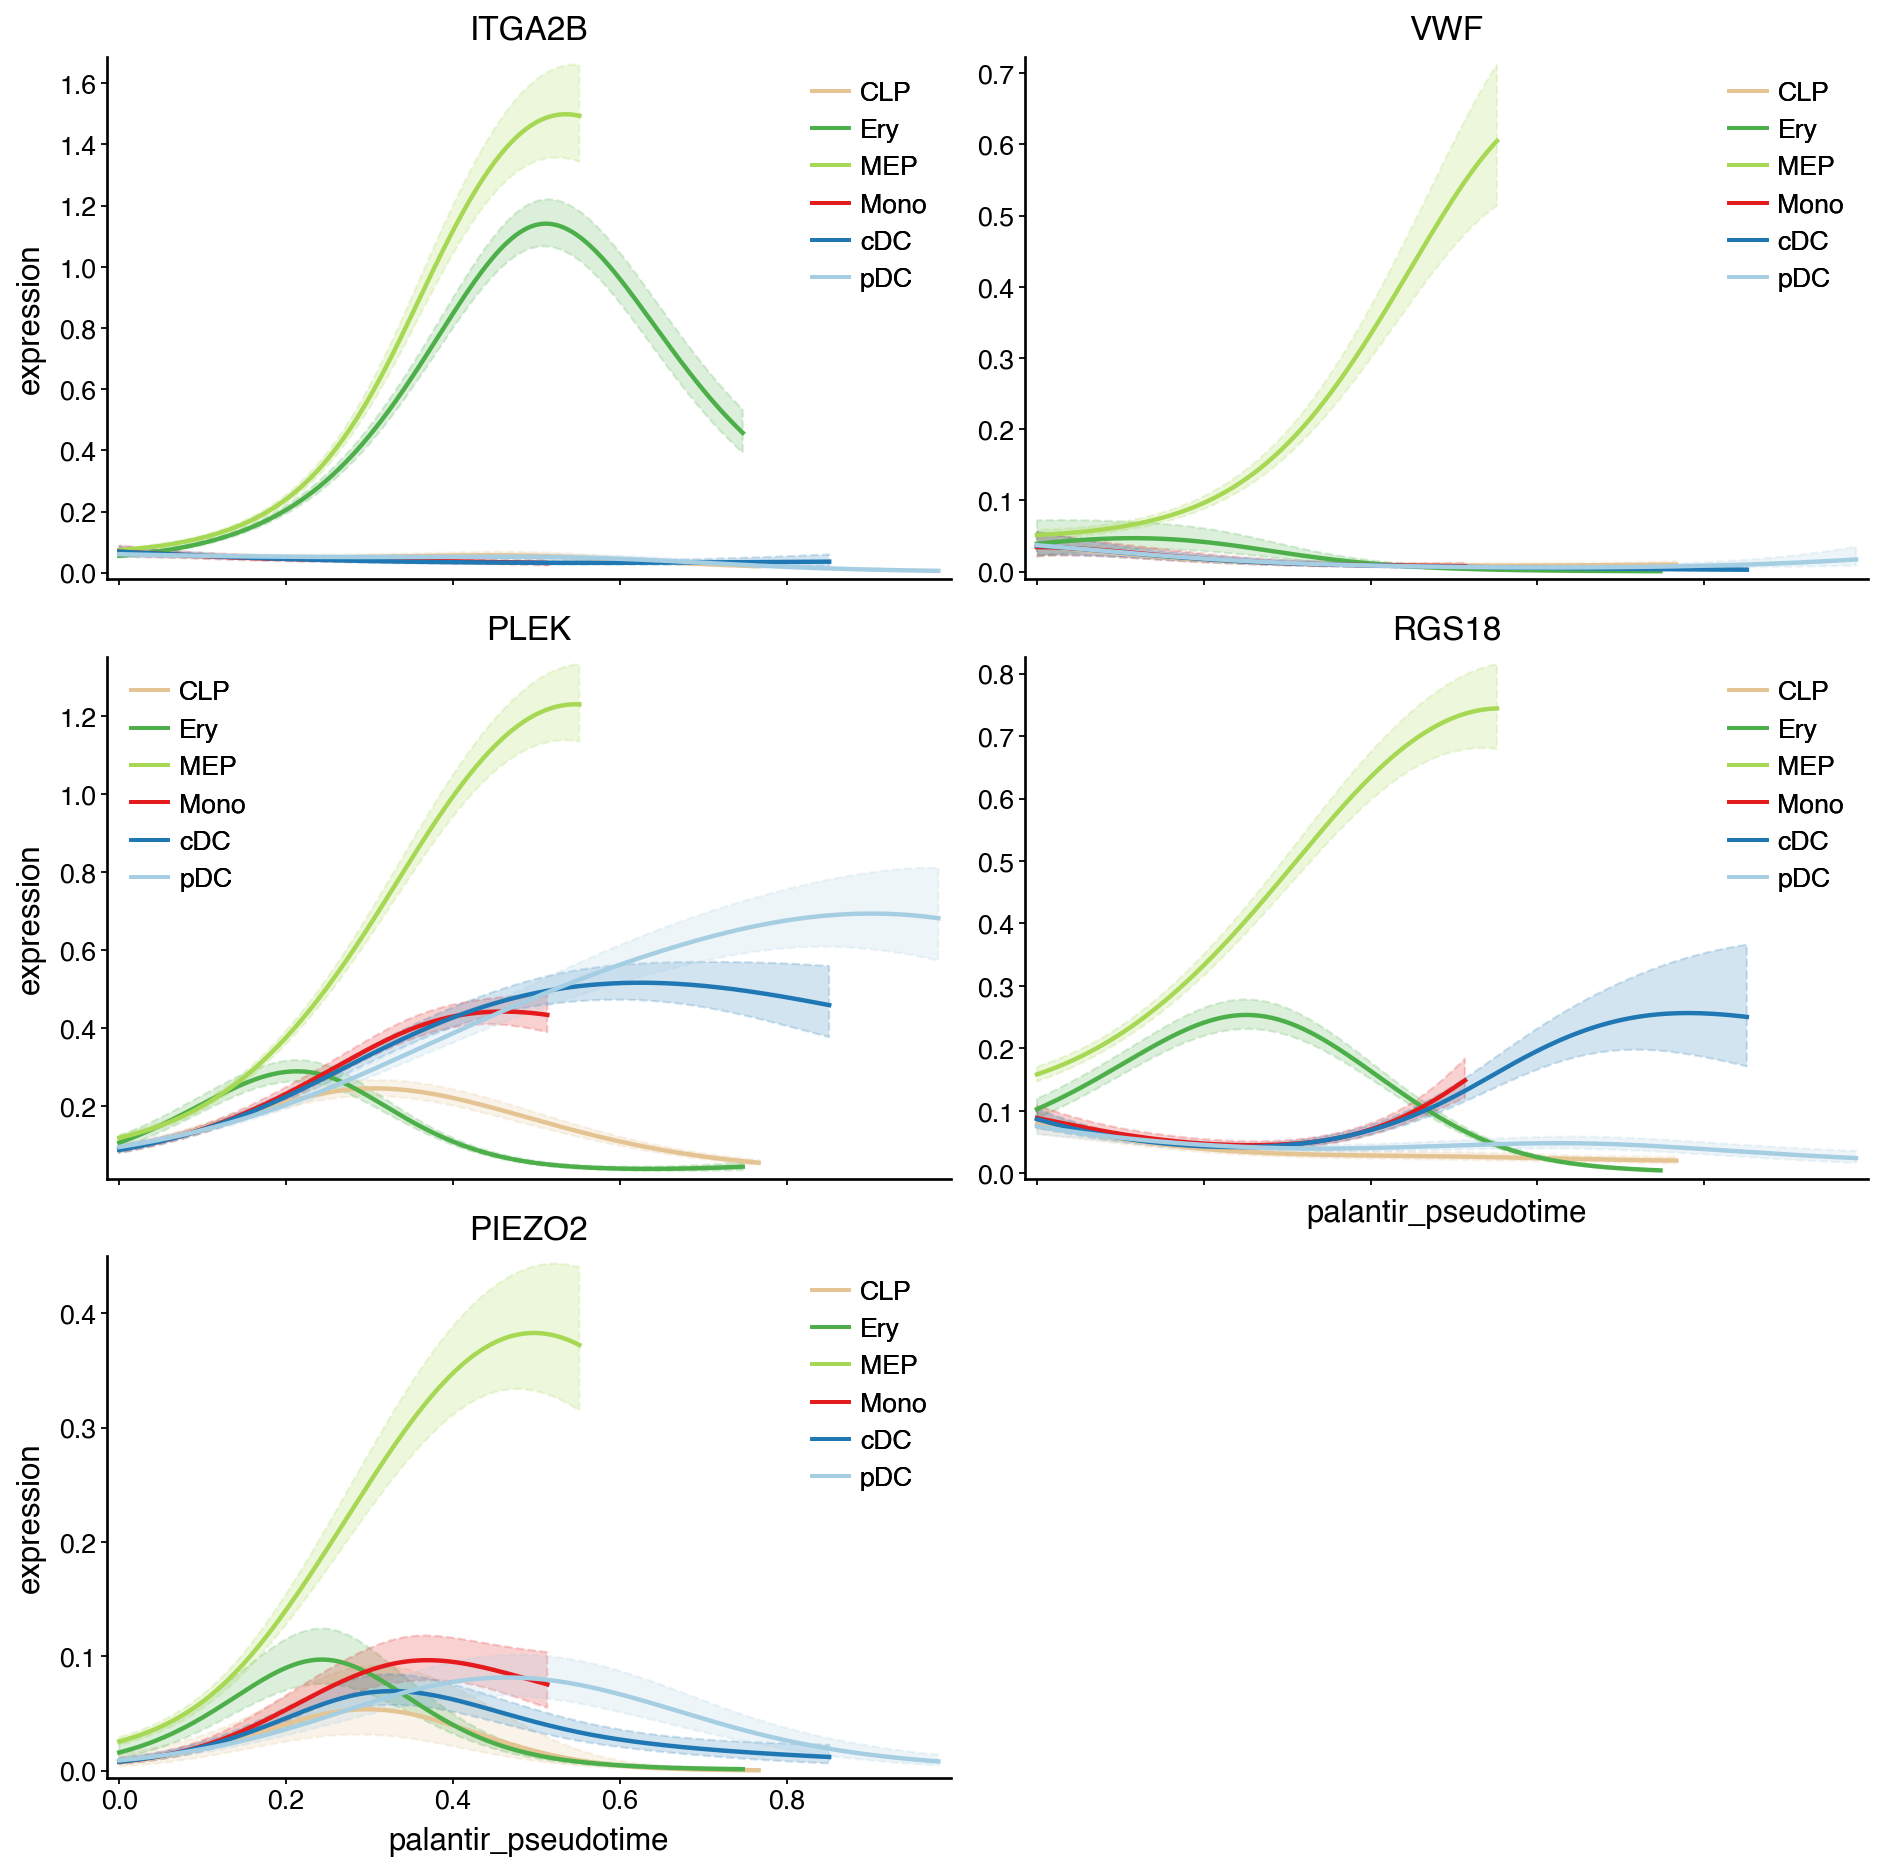 ITGA2B
expression
1.6
1.4
1.2
1.0
0.8
0.6
0.4
0.2
0.0
CLP
Ery
MEP
Mono
cDC
pDC
VWF
0.7
0.6
0.5
0.4
0.3
0.2
0.1
0.0
CLP
Ery
MEP
Mono
cDC
pDC
PLEK
expression
1.2
1.0
0.8
0.6
0.4
0.2
CLP
Ery
MEP
Mono
cDC
pDC
RGS18
0.8
0.7
0.6
0.5
0.4
0.3
0.2
0.1
0.0
CLP
Ery
MEP
Mono
cDC
pDC
palantir_pseudotime
PIEZO2
expression
0.4
0.3
0.2
0.1
0.0
CLP
Ery
MEP
Mono
cDC
pDC
0.0 0.2 0.4 0.6 0.8
palantir_pseudotime